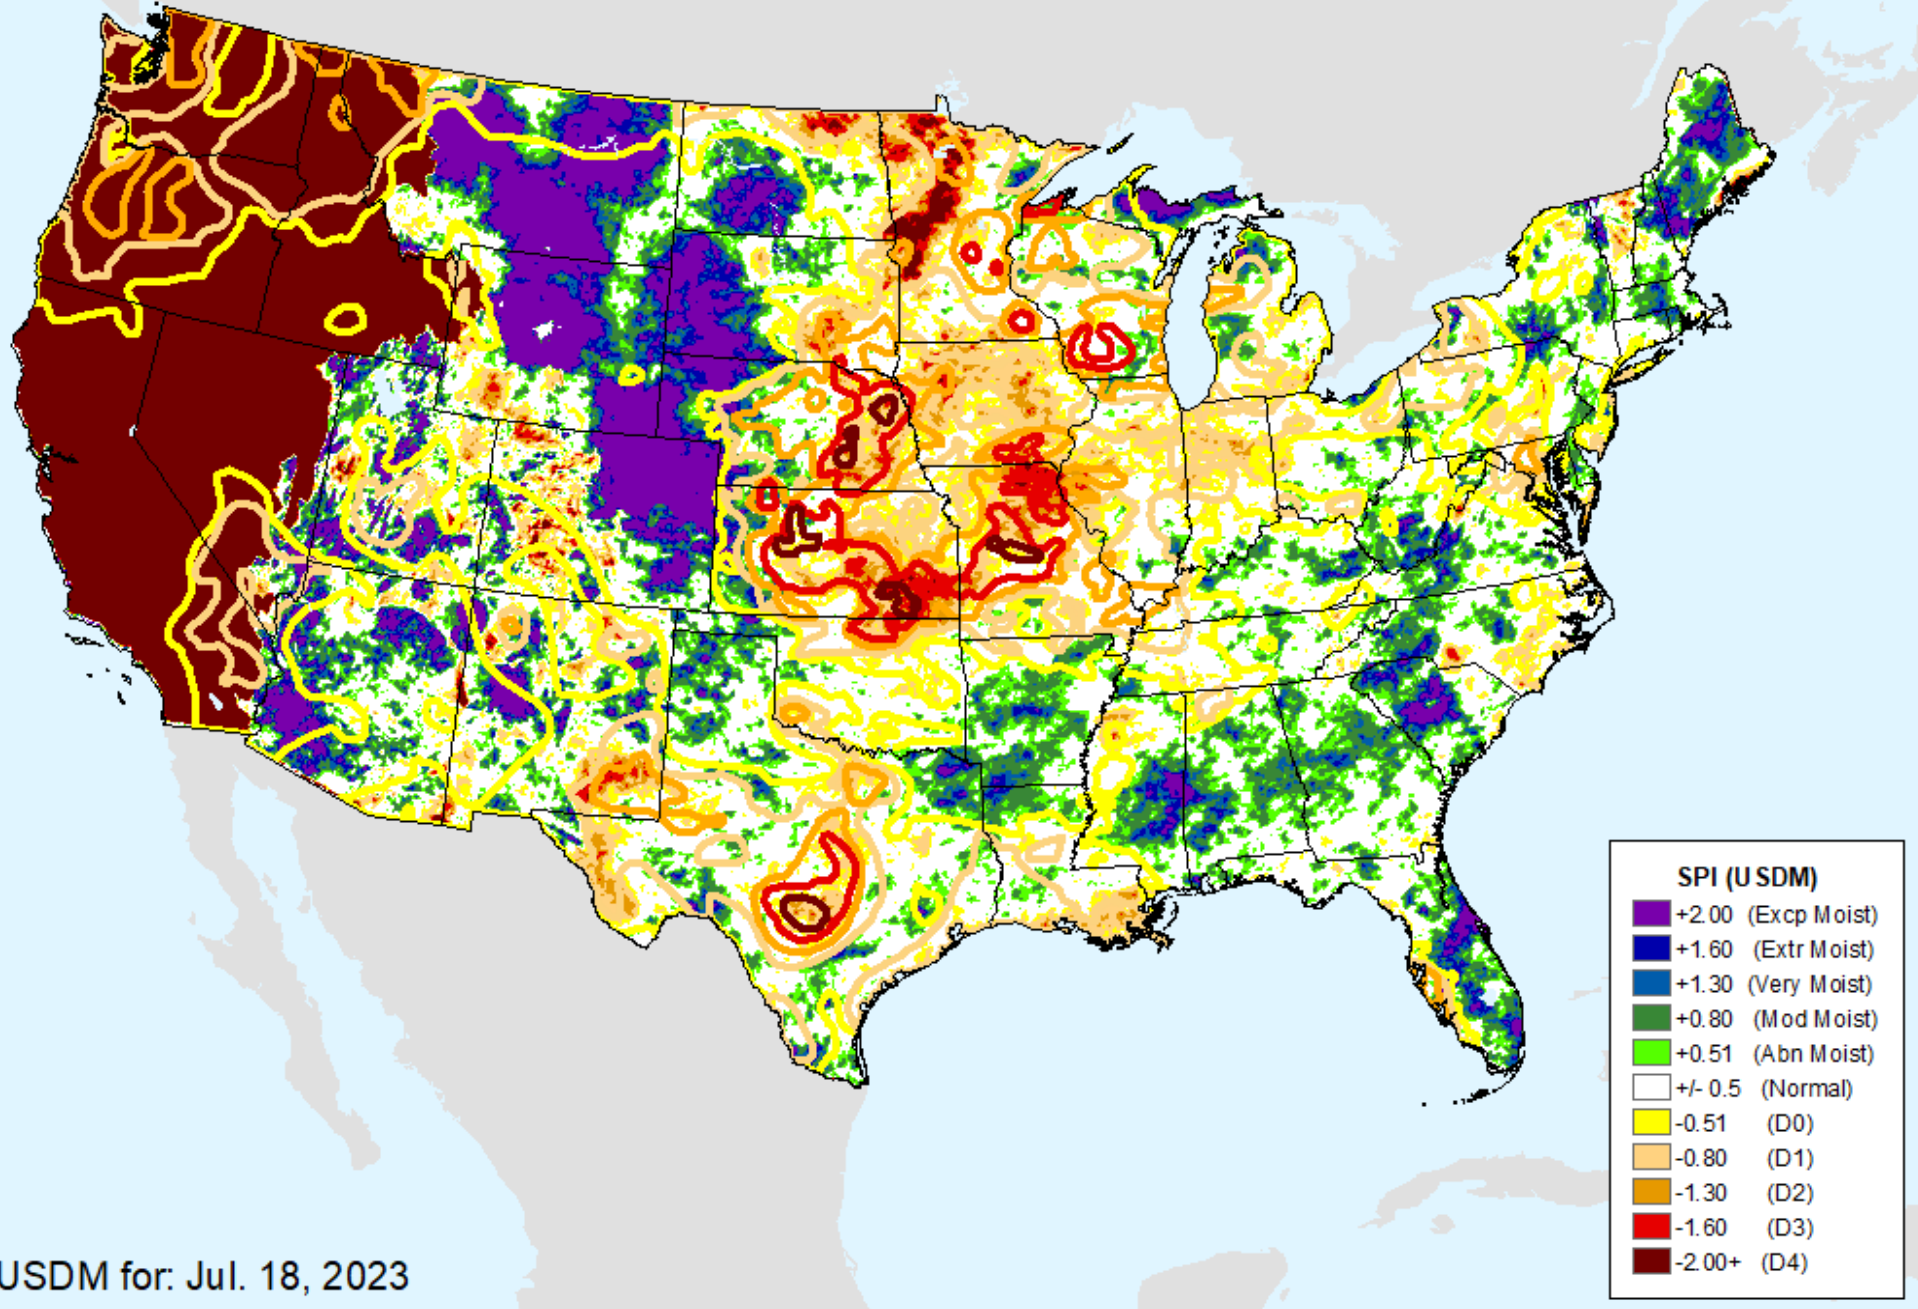 SPI (USDM)
+2.00 (Excp Moist)
+1.60 (Extr Moist)
+1.30 (Very Moist)
+0.80 (Mod Moist)
+0.51 (Abn Moist)
+/- 0.5 (Normal)
-0.51 (D0)
-0.80 (D1)
-1.30 (D2)
-1.60 (D3)
-2.00+ (D4)
USDM for: Jul. 18, 2023